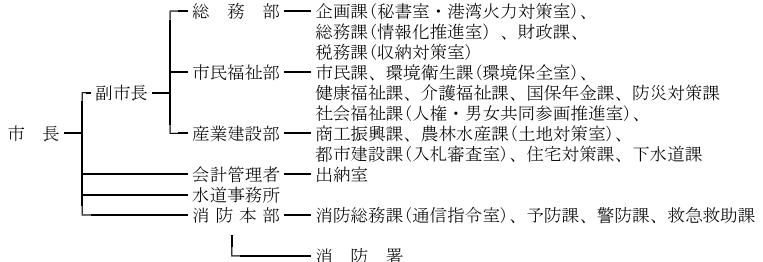 総務部 企画課(秘書室・港湾火力対策室)、
総務課(情報化推進室)、財政課、
税務課(収納対策室)
市民福祉部 市民課、環境衛生課(環境保全室)、
副市長 健康福祉課、介護福祉課、国保年金課、防災対策課
社会福祉課(人権・男女共同参画推進室)、
市長 産業建設部 商工振興課、農林水産課(土地対策室)、
都市建設課(入札審査室)、住宅対策課、下水道課
会計管理者 出納室
水道事務所
消防本部 消防総務課(通信指令室)、予防課、警防課、救急救助課
消防署